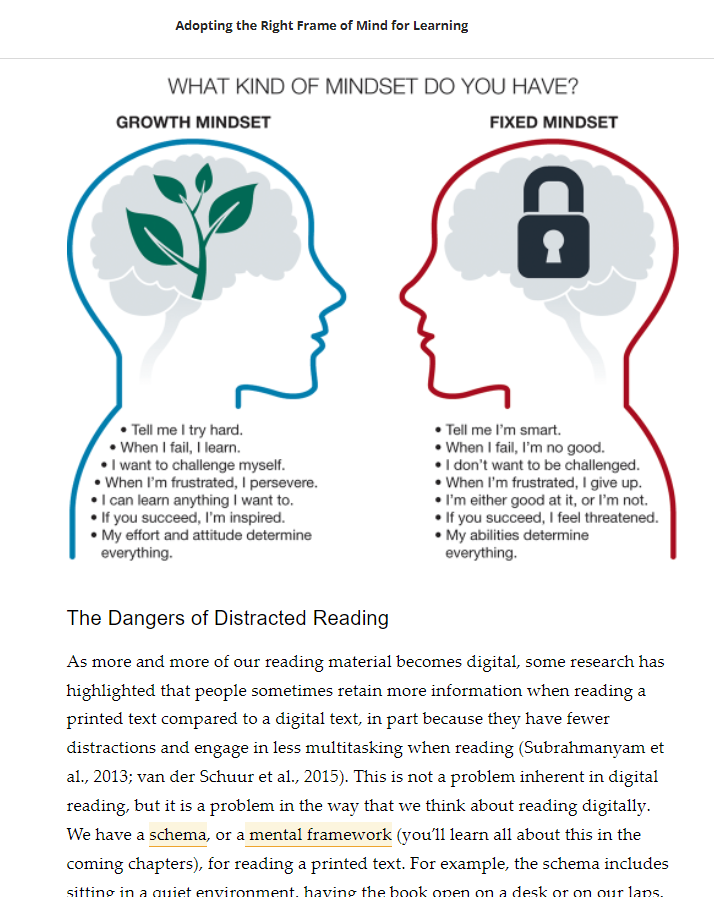 Adopting the Right Frame of Mind for Learning
WHAT KIND OF MINDSET DO YOU HAVE?
GROWTH MINDSET
• Tell me I try hard.
• When I fail, I learn.
• I want to challenge myself.
• When I'm frustrated, I persevere.
• I can learn anything I want to.
• If you succeed, I'm inspired.
• My effort and attitude determine
everything.
FIXED MINDSET
• Tell me I'm smart.
• When I fail, I'm no good.
• I don't want to be challenged.
• When I'm frustrated, I give up.
• I'm either good at it, or I'm not.
• If you succeed, I feel threatened.
• My abilities determine
everything.
The Dangers of Distracted Reading
As more and more of our reading material becomes digital, some research has
highlighted that people sometimes retain more information when reading a
printed text compared to a digital text, in part because they have fewer
distractions and engage in less multitasking when reading (Subrahmanyam et
al., 2013; van der Schuur et al., 2015). This is not a problem inherent in digital
reading, but it is a problem in the way that we think about reading digitally.
We have a schema, or a mental framework (you'll learn all about this in the
coming chapters), for reading a printed text. For example, the schema includes
sitting in a quiet environment, having the book open on a desk or on our laps,